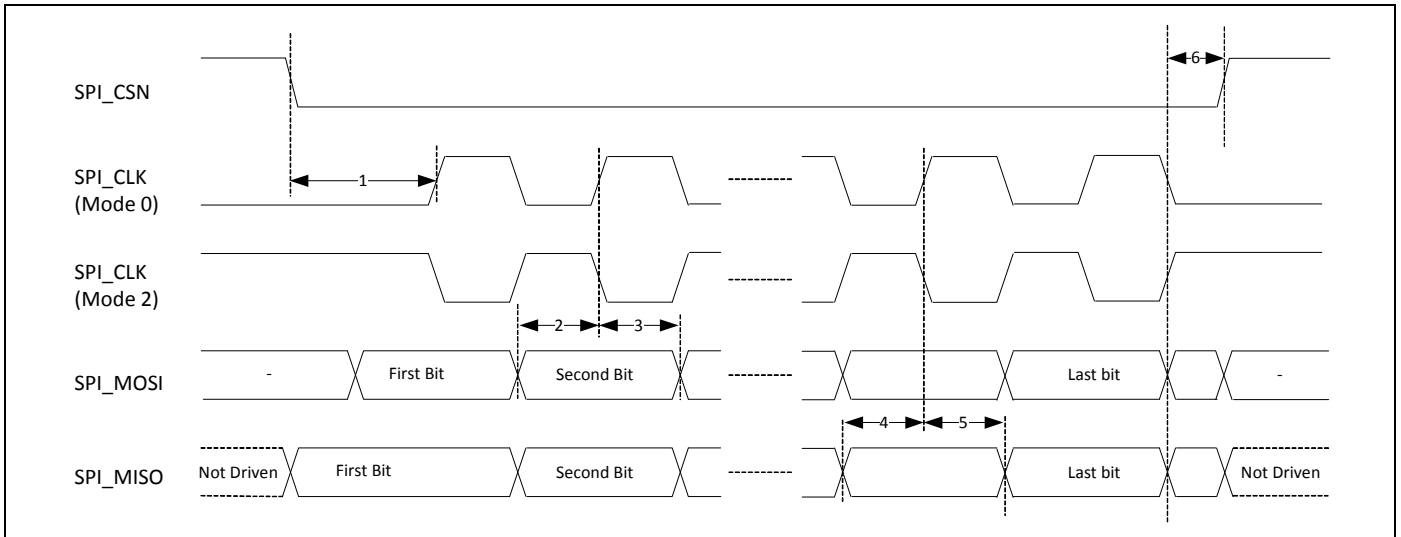 6
SPI_CSN
SPI_CLK
(Mode 0)
1
SPI_CLK
(Mode 2)
2 3
SPI_MOSI - First Bit Second Bit Last bit -
4 5
SPI_MISO Not Driven First Bit Second Bit Last bit Not Driven